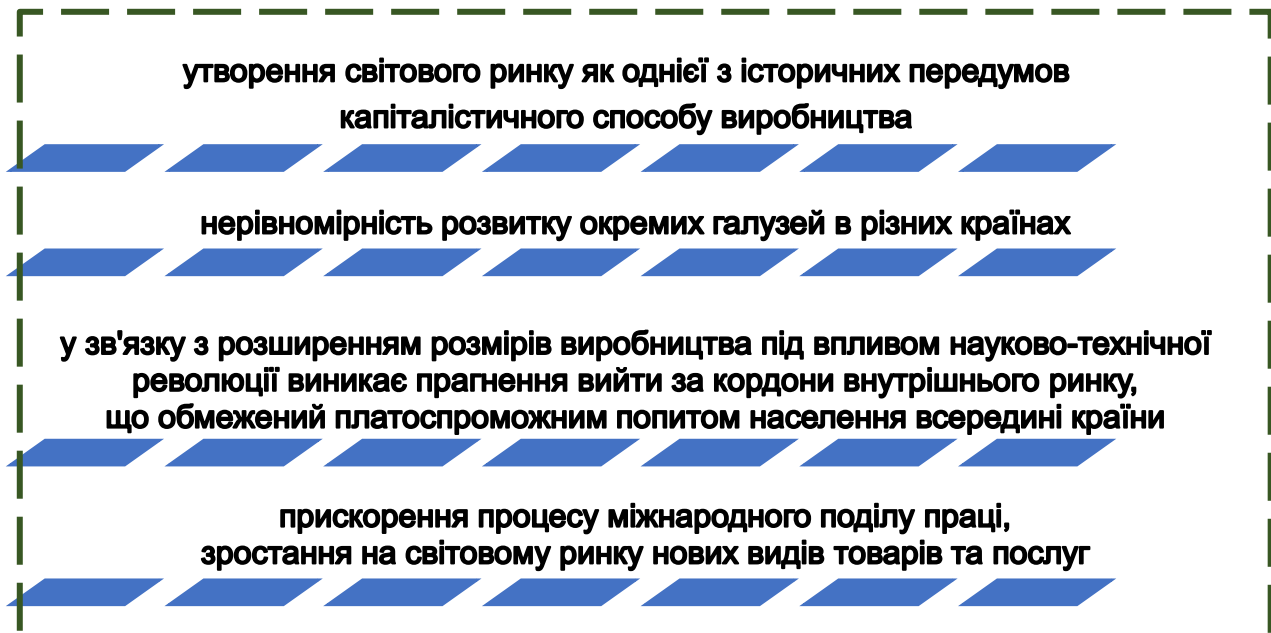 утворення світового ринку як однієї з історичних передумов
капіталістичного способу виробництва
нерівномірність розвитку окремих галузей в різних країнах
у зв'язку з розширенням розмірів виробництва під впливом науково-технічної
революції виникає прагнення вийти за кордони внутрішнього ринку,
що обмежений платоспроможним попитом населення всередині країни
прискорення процесу міжнародного поділу праці,
зростання на світовому ринку нових видів товарів та послуг